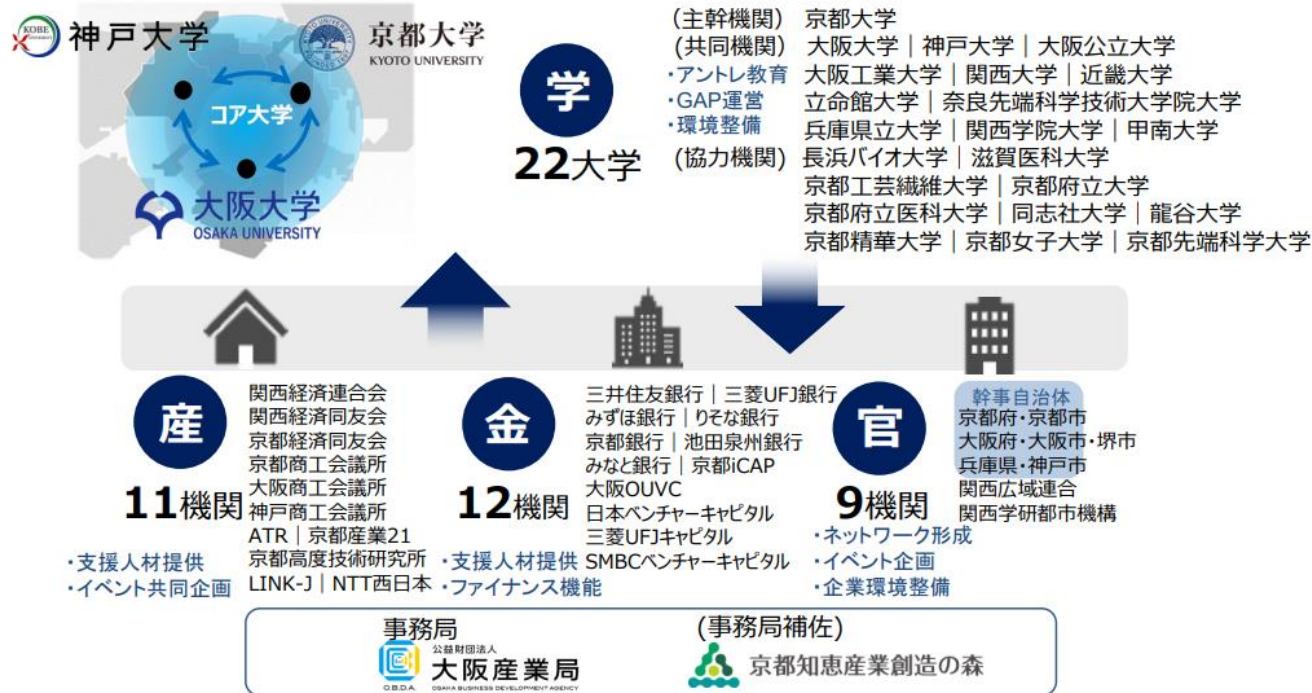 KOBE
UNIVERSITY
神戸大学
京都大学
KYOTO UNIVERSITY
コア大学
大阪大学
OSAKA UNIVERSITY
学
22大学
・アントレ教育
・GAP運営
・環境整備
(主幹機関) 京都大学
(共同機関) 大阪大学｜神戸大学｜大阪公立大学
大阪工業大学｜関西大学｜近畿大学
立命館大学｜奈良先端科学技術大学院大学
兵庫県立大学｜関西学院大学｜甲南大学
(協力機関) 長浜バイオ大学｜滋賀医科大学
京都工芸繊維大学｜京都府立大学
京都府立医科大学｜同志社大学｜龍谷大学
京都精華大学｜京都女子大学｜京都先端科学大学
産
11機関
・支援人材提供
・イベント共同企画
関西経済連合会
関西経済同友会
京都経済同友会
京都商工会議所
大阪商工会議所
神戸商工会議所
ATR｜京都産業21
京都高度技術研究所
LINK-J｜NTT西日本
金
12機関
・支援人材提供
・ファイナンス機能
三井住友銀行｜三菱UFJ銀行
みずほ銀行｜りそな銀行
京都銀行｜池田泉州銀行
みなと銀行｜京都iCAP
大阪OUVC
日本ベンチャーキャピタル
三菱UFJキャピタル
SMBCベンチャーキャピタル
官
9機関
・ネットワーク形成
・イベント企画
・企業環境整備
幹事自治体
京都府・京都市
大阪府・大阪市・堺市
兵庫県・神戸市
関西広域連合
関西学研都市機構
事務局
公益財団法人
大阪産業局
O.B.D.A.
OSAKA BUSINESS DEVELOPMENT AGENCY
(事務局補佐)
京都知恵産業創造の森